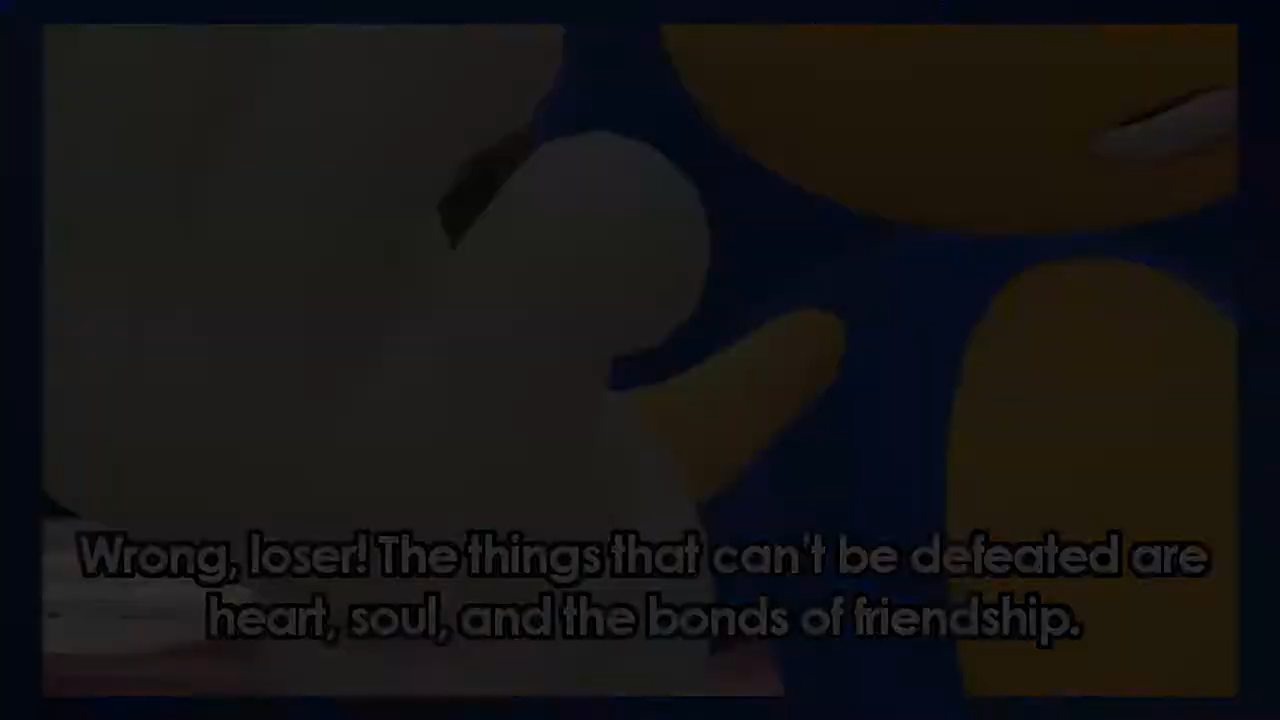 Wrong, loser! The things that can't be defeated are
heart, soul, and the bonds of friendship.